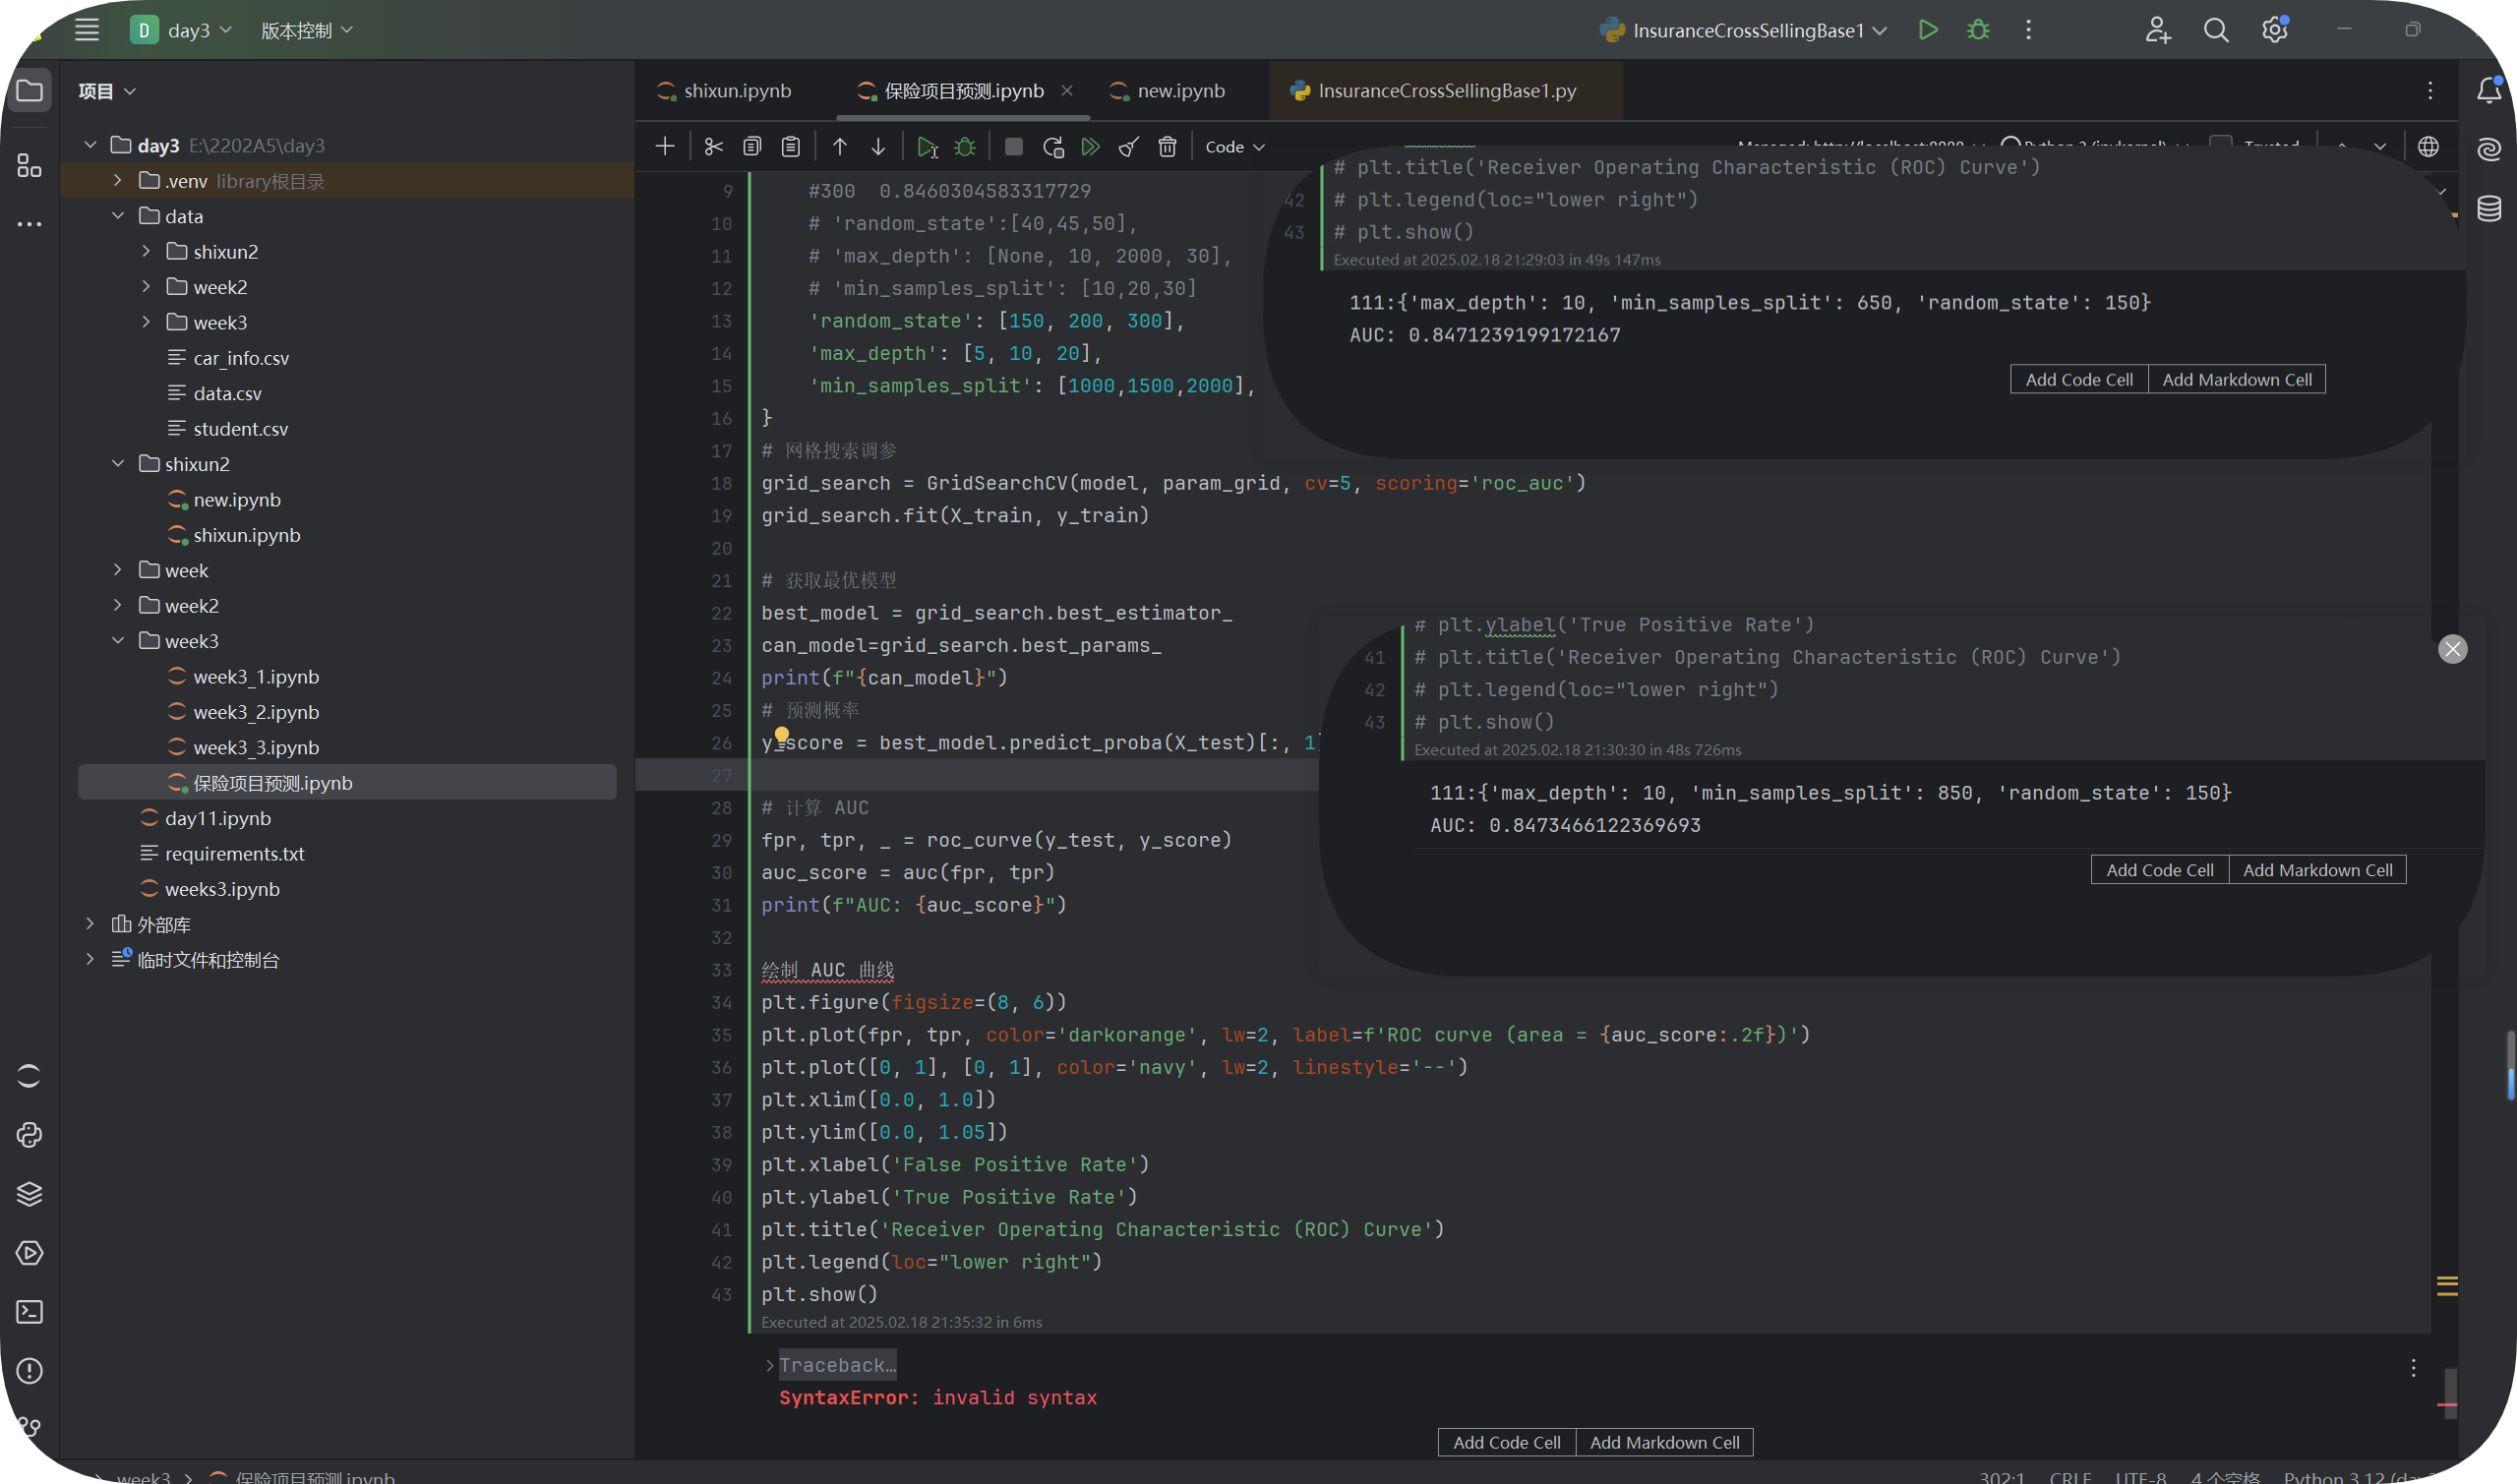 D day3 版本控制 InsuranceCrossSellingBase1
项目
day3 E:\2202A5\day3
.venv library根目录
data
shixun2
week2
week3
car_info.csv
data.csv
student.csv
shixun2
new.ipynb
shixun.ipynb
week
week2
week3
week3_1.ipynb
week3_2.ipynb
week3_3.ipynb
保险项目预测.ipynb
day11.ipynb
requirements.txt
weeks3.ipynb
外部库
临时文件和控制台
shixun.ipynb 保险项目预测.ipynb new.ipynb InsuranceCrossSellingBase1.py
Code
9 #300 0.8460304583317729
10 # 'random_state':[40,45,50],
11 # 'max_depth': [None, 10, 2000, 30],
12 # 'min_samples_split': [10,20,30]
13 'random_state': [150, 200, 300],
14 'max_depth': [5, 10, 20],
15 'min_samples_split': [1000,1500,2000],
16 }
17 # 网格搜索调参
18 grid_search = GridSearchCV(model, param_grid, cv=5, scoring='roc_auc')
19 grid_search.fit(X_train, y_train)
20
21 # 获取最优模型
22 best_model = grid_search.best_estimator_
23 can_model=grid_search.best_params_
24 print(f"{can_model}")
25 # 预测概率
26 y_score = best_model.predict_proba(X_test)[:, 1]
27
28 # 计算 AUC
29 fpr, tpr, _ = roc_curve(y_test, y_score)
30 auc_score = auc(fpr, tpr)
31 print(f"AUC: {auc_score}")
32
33 绘制 AUC 曲线
34 plt.figure(figsize=(8, 6))
35 plt.plot(fpr, tpr, color='darkorange', lw=2, label=f'ROC curve (area = {auc_score:.2f})')
36 plt.plot([0, 1], [0, 1], color='navy', lw=2, linestyle='--')
37 plt.xlim([0.0, 1.0])
38 plt.ylim([0.0, 1.05])
39 plt.xlabel('False Positive Rate')
40 plt.ylabel('True Positive Rate')
41 plt.title('Receiver Operating Characteristic (ROC) Curve')
42 plt.legend(loc="lower right")
43 plt.show()
Executed at 2025.02.18 21:35:32 in 6ms
Traceback…
SyntaxError: invalid syntax
Add Code Cell Add Markdown Cell
# plt.title('Receiver Operating Characteristic (ROC) Curve')
42 # plt.legend(loc="lower right")
43 # plt.show()
Executed at 2025.02.18 21:29:03 in 49s 147ms
111:{'max_depth': 10, 'min_samples_split': 650, 'random_state': 150}
AUC: 0.8471239199172167
Add Code Cell Add Markdown Cell
# plt.ylabel('True Positive Rate')
41 # plt.title('Receiver Operating Characteristic (ROC) Curve')
42 # plt.legend(loc="lower right")
43 # plt.show()
Executed at 2025.02.18 21:30:30 in 48s 726ms
111:{'max_depth': 10, 'min_samples_split': 850, 'random_state': 150}
AUC: 0.8473466122369693
Add Code Cell Add Markdown Cell
week3 保险项目预测.ipynb
302:1 CRLF UTF-8 4 个空格 Python 3.12